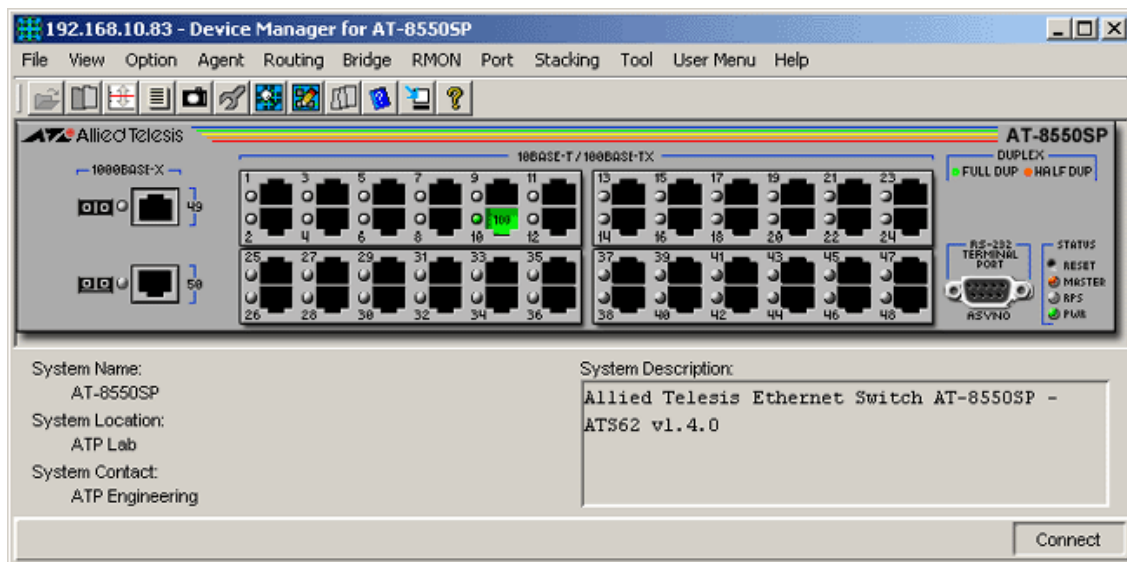 192.168.10.83 - Device Manager for AT-8550SP
File View Option Agent Routing Bridge RMON Port Stacking Tool User Menu Help
Allied Telesis
AT-8550SP
1000BASE-X
10BASE-T / 100BASE-TX
DUPLEX
FULL DUP HALF DUP
1 3 5 7 9 11 13 15 17 19 21 23
49
100
2 4 6 8 10 12 14 16 18 20 22 24
25 27 29 31 33 35 37 39 41 43 45 47
50
26 28 30 32 34 36 38 40 42 44 46 48
RS-232
TERMINAL
PORT
ASYNC
STATUS
RESET
MASTER
RPS
PWR
System Name:
AT-8550SP
System Location:
ATP Lab
System Contact:
ATP Engineering
System Description:
Allied Telesis Ethernet Switch AT-8550SP -
ATS62 v1.4.0
Connect